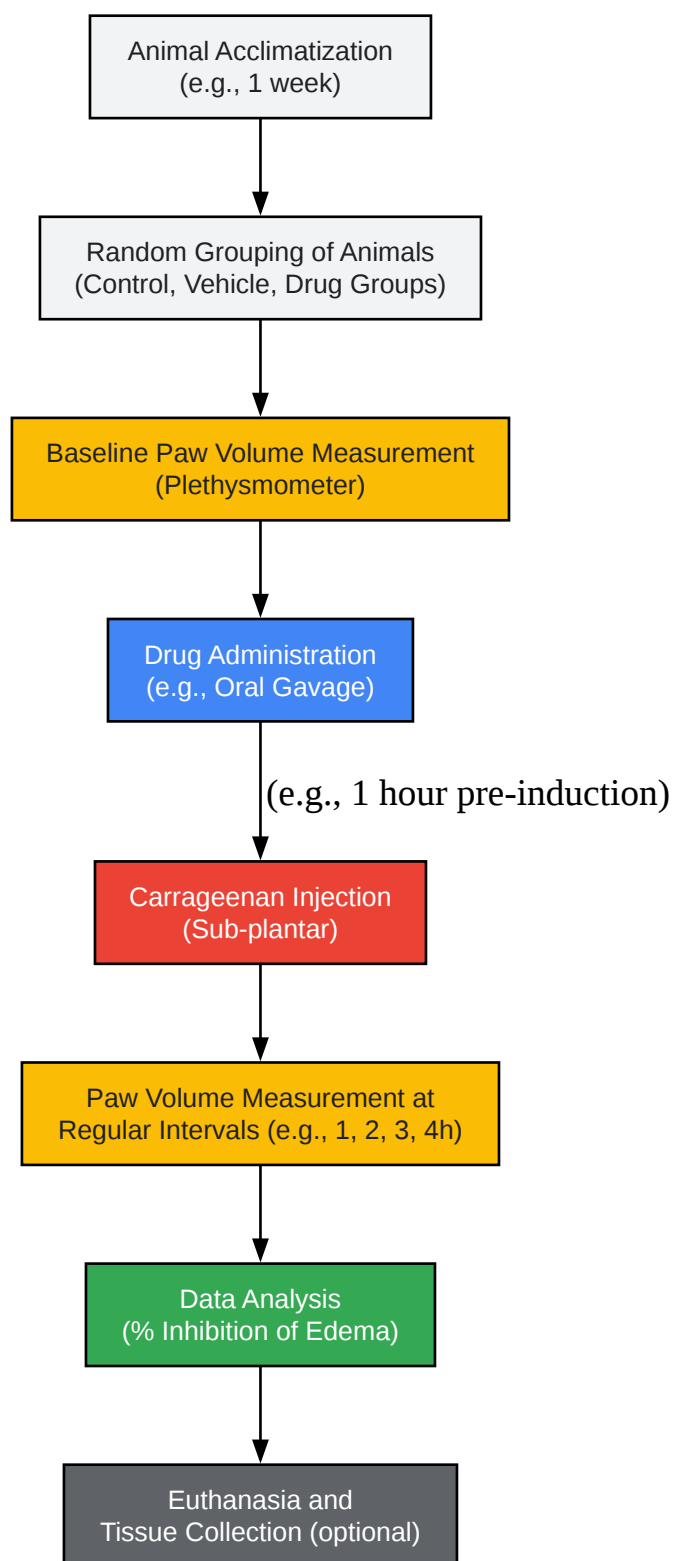 Animal Acclimatization
(e.g., 1 week)
Random Grouping of Animals
(Control, Vehicle, Drug Groups)
Baseline Paw Volume Measurement
(Plethysmometer)
Drug Administration
(e.g., Oral Gavage)
(e.g., 1 hour pre-induction)
Carrageenan Injection
(Sub-plantar)
Paw Volume Measurement at
Regular Intervals (e.g., 1, 2, 3, 4h)
Data Analysis
(% Inhibition of Edema)
Euthanasia and
Tissue Collection (optional)